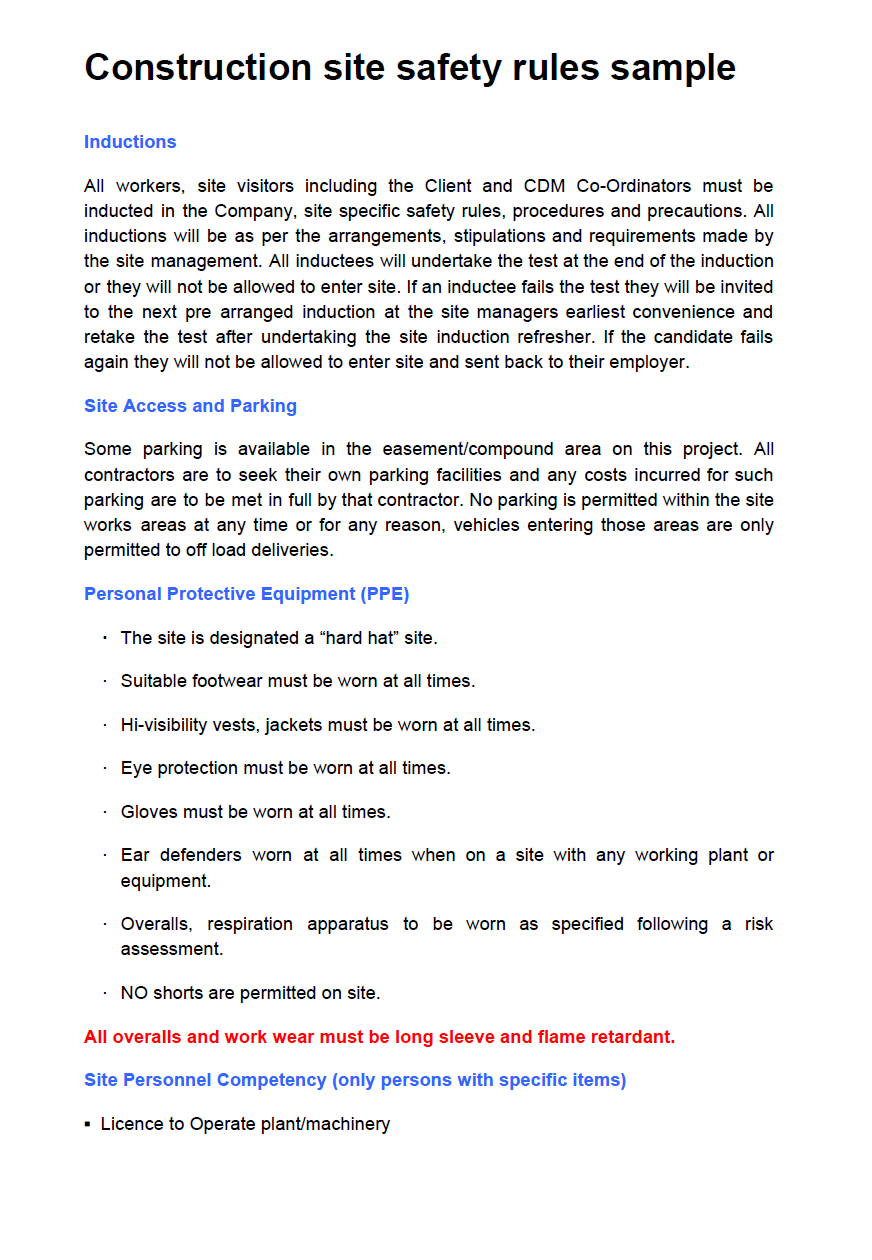 Construction site safety rules sample
Inductions
All workers, site visitors including the Client and CDM Co-Ordinators must be
inducted in the Company, site specific safety rules, procedures and precautions. All
inductions will be as per the arrangements, stipulations and requirements made by
the site management. All inductees will undertake the test at the end of the induction
or they will not be allowed to enter site. If an inductee fails the test they will be invited
to the next pre arranged induction at the site managers earliest convenience and
retake the test after undertaking the site induction refresher. If the candidate fails
again they will not be allowed to enter site and sent back to their employer.
Site Access and Parking
Some parking is available in the easement/compound area on this project. All
contractors are to seek their own parking facilities and any costs incurred for such
parking are to be met in full by that contractor. No parking is permitted within the site
works areas at any time or for any reason, vehicles entering those areas are only
permitted to off load deliveries.
Personal Protective Equipment (PPE)
· The site is designated a “hard hat” site.
· Suitable footwear must be worn at all times.
· Hi-visibility vests, jackets must be worn at all times.
· Eye protection must be worn at all times.
· Gloves must be worn at all times.
· Ear defenders worn at all times when on a site with any working plant or
equipment.
· Overalls, respiration apparatus to be worn as specified following a risk
assessment.
· NO shorts are permitted on site.
All overalls and work wear must be long sleeve and flame retardant.
Site Personnel Competency (only persons with specific items)
▪ Licence to Operate plant/machinery